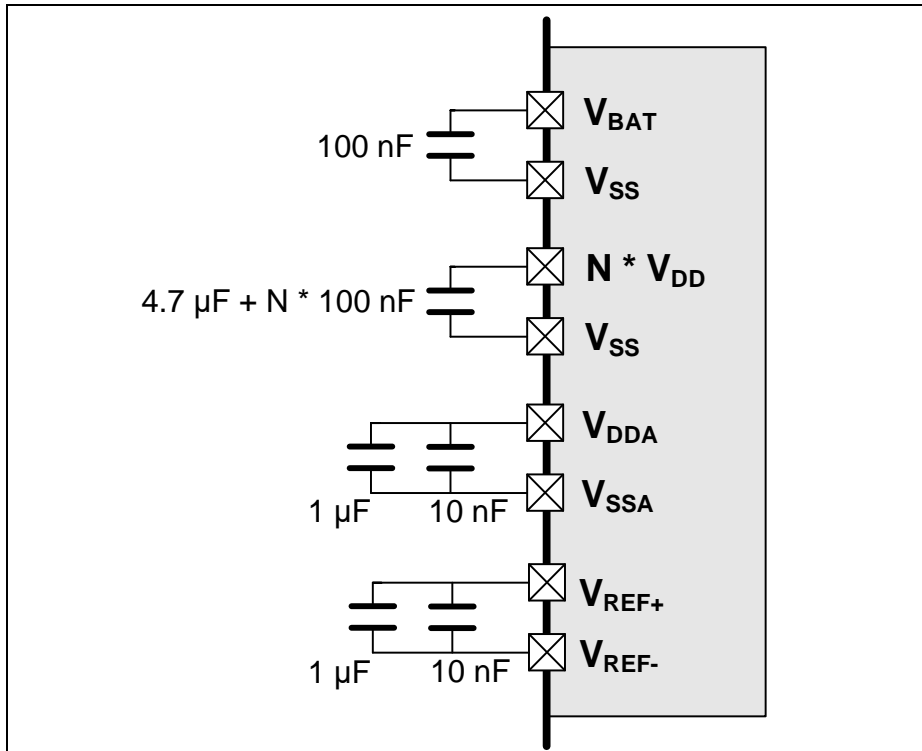 V_BAT
100 nF
V_SS
N * V_DD
4.7 µF + N * 100 nF
V_SS
V_DDA
V_SSA
1 µF 10 nF
V_REF+
V_REF-
1 µF 10 nF